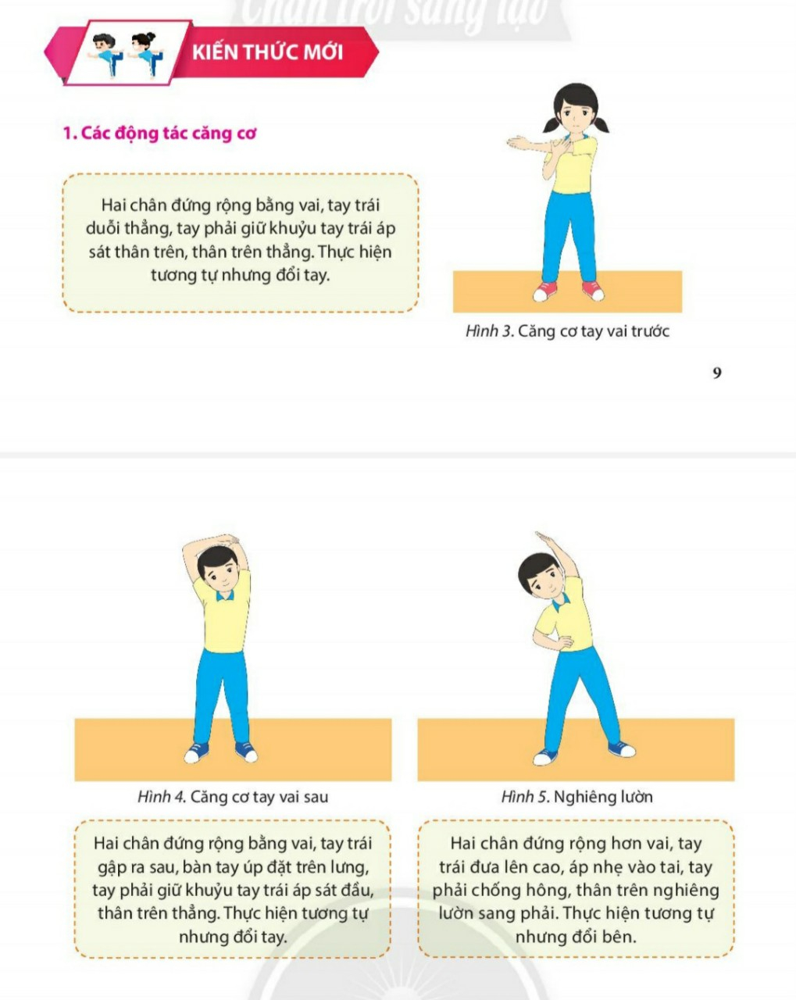 Chân trời sáng tạo
KIẾN THỨC MỚI
1. Các động tác căng cơ
Hai chân đứng rộng bằng vai, tay trái
duỗi thẳng, tay phải giữ khuỷu tay trái áp
sát thân trên, thân trên thẳng. Thực hiện
tương tự nhưng đổi tay.
Hình 3. Căng cơ tay vai trước
9
Hình 4. Căng cơ tay vai sau
Hai chân đứng rộng bằng vai, tay trái
gập ra sau, bàn tay úp đặt trên lưng,
tay phải giữ khuỷu tay trái áp sát đầu,
thân trên thẳng. Thực hiện tương tự
nhưng đổi tay.
Hình 5. Nghiêng lườn
Hai chân đứng rộng hơn vai, tay
trái đưa lên cao, áp nhẹ vào tai, tay
phải chống hông, thân trên nghiêng
lườn sang phải. Thực hiện tương tự
nhưng đổi bên.